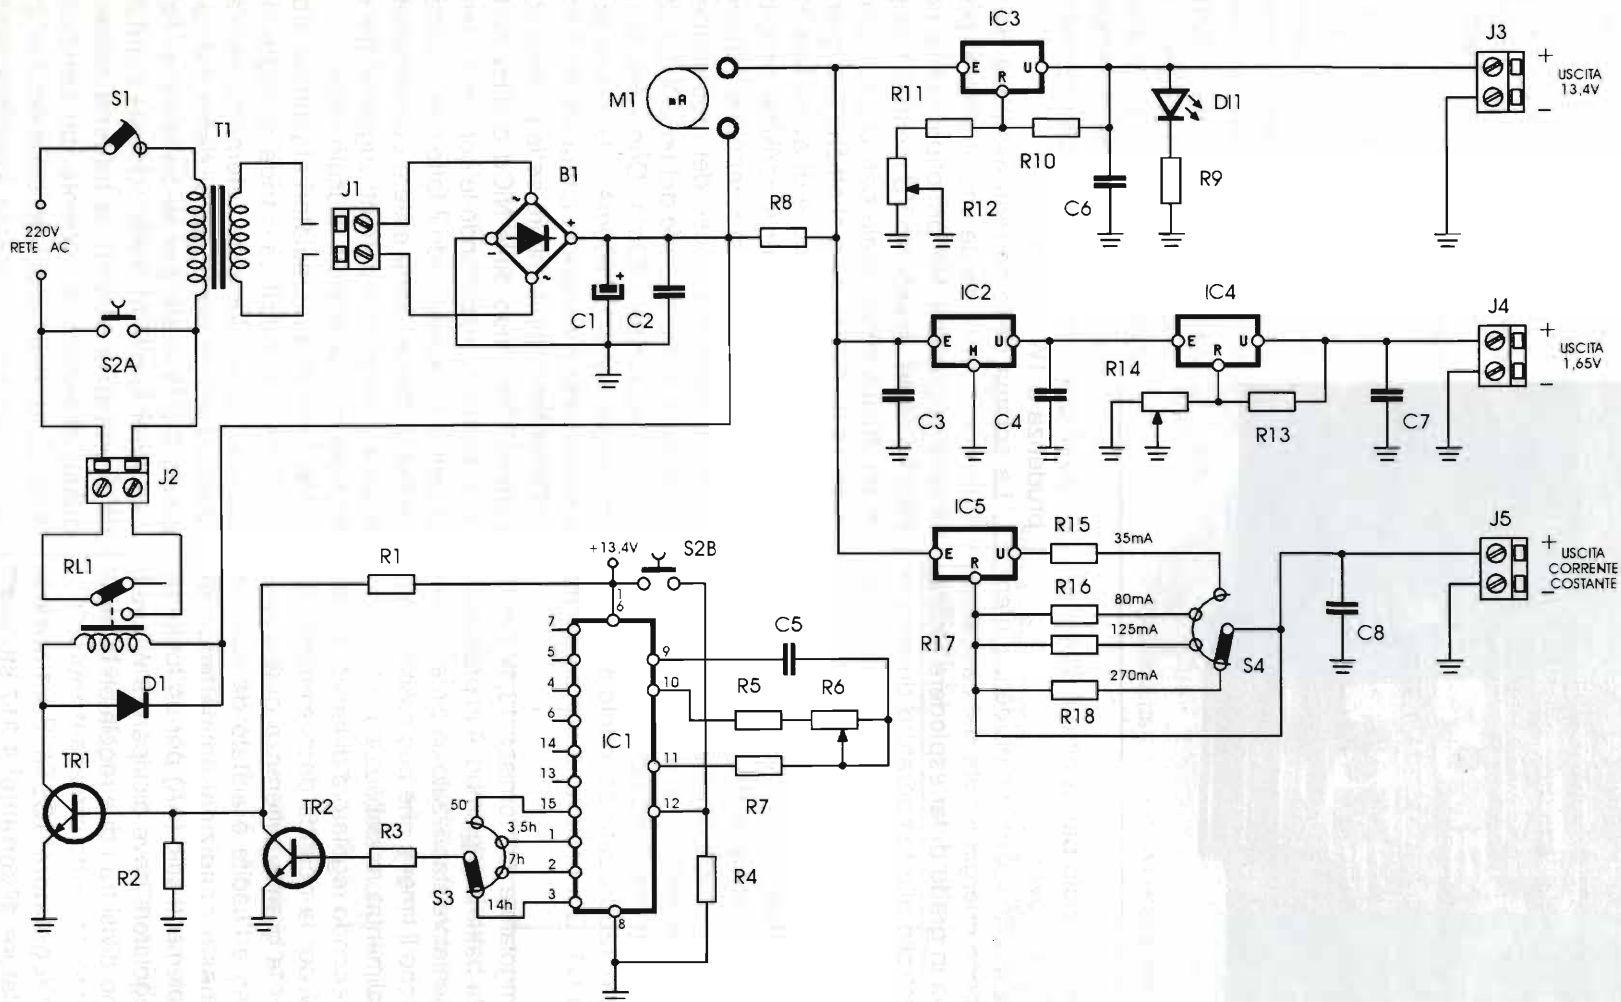 IC3
J3
E
U
R
+
USCITA
13,4V
–
M1
mA
R11
R10
DI1
R9
R12
C6
S1
T1
J1
B1
~
+
–
~
R8
220V
RETE AC
+
C1
C2
S2A
IC2
IC4
J4
E
U
M
E
U
R
+
USCITA
1,65V
–
R14
R13
C3
C4
C7
J2
RL1
R1
+13,4V
S2B
IC5
E
U
R
R15
35mA
R16
80mA
R17
125mA
R18
270mA
S4
J5
+
USCITA
CORRENTE
COSTANTE
–
C8
D1
TR1
TR2
R2
R3
S3
50'
3,5h
7h
14h
1
6
7
5
4
6
14
13
15
1
2
3
IC1
9
10
11
12
8
C5
R5
R6
R7
R4